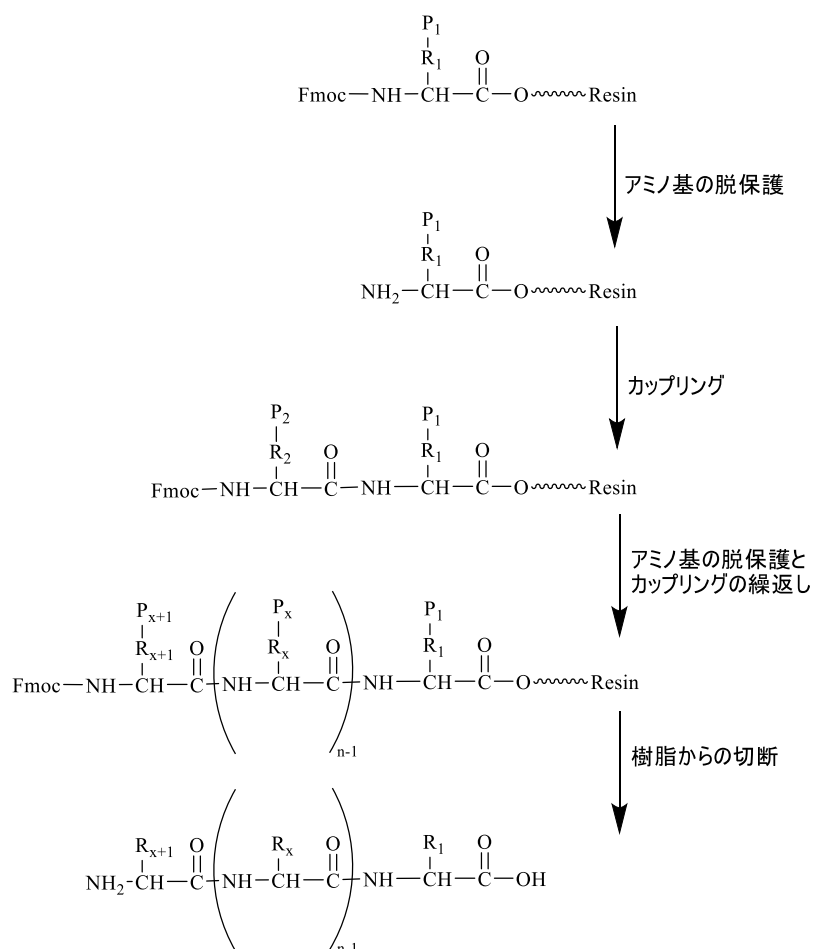 P1
R1 O
Fmoc—NH—CH—C—O Resin
アミノ基の脱保護
P1
R1 O
NH2—CH—C—O Resin
カップリング
P2 P1
R2 O R1 O
Fmoc—NH—CH—C—NH—CH—C—O Resin
アミノ基の脱保護と
カップリングの繰返し
Px+1 Px P1
Rx+1 O Rx O R1 O
Fmoc—NH—CH—C—NH—CH—C—NH—CH—C—O Resin
n-1
樹脂からの切断
Rx+1 O Rx O R1 O
NH2-CH—C—NH—CH—C—NH—CH—C—OH
n-1